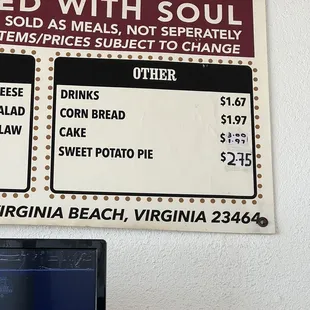 ED WITH SOUL
SOLD AS MEALS, NOT SEPERATELY
ITEMS/PRICES SUBJECT TO CHANGE
OTHER
DRINKS $1.67
CORN BREAD $1.97
CAKE $
SWEET POTATO PIE $2.75
EESE
ALAD
LAW
VIRGINIA BEACH, VIRGINIA 23464